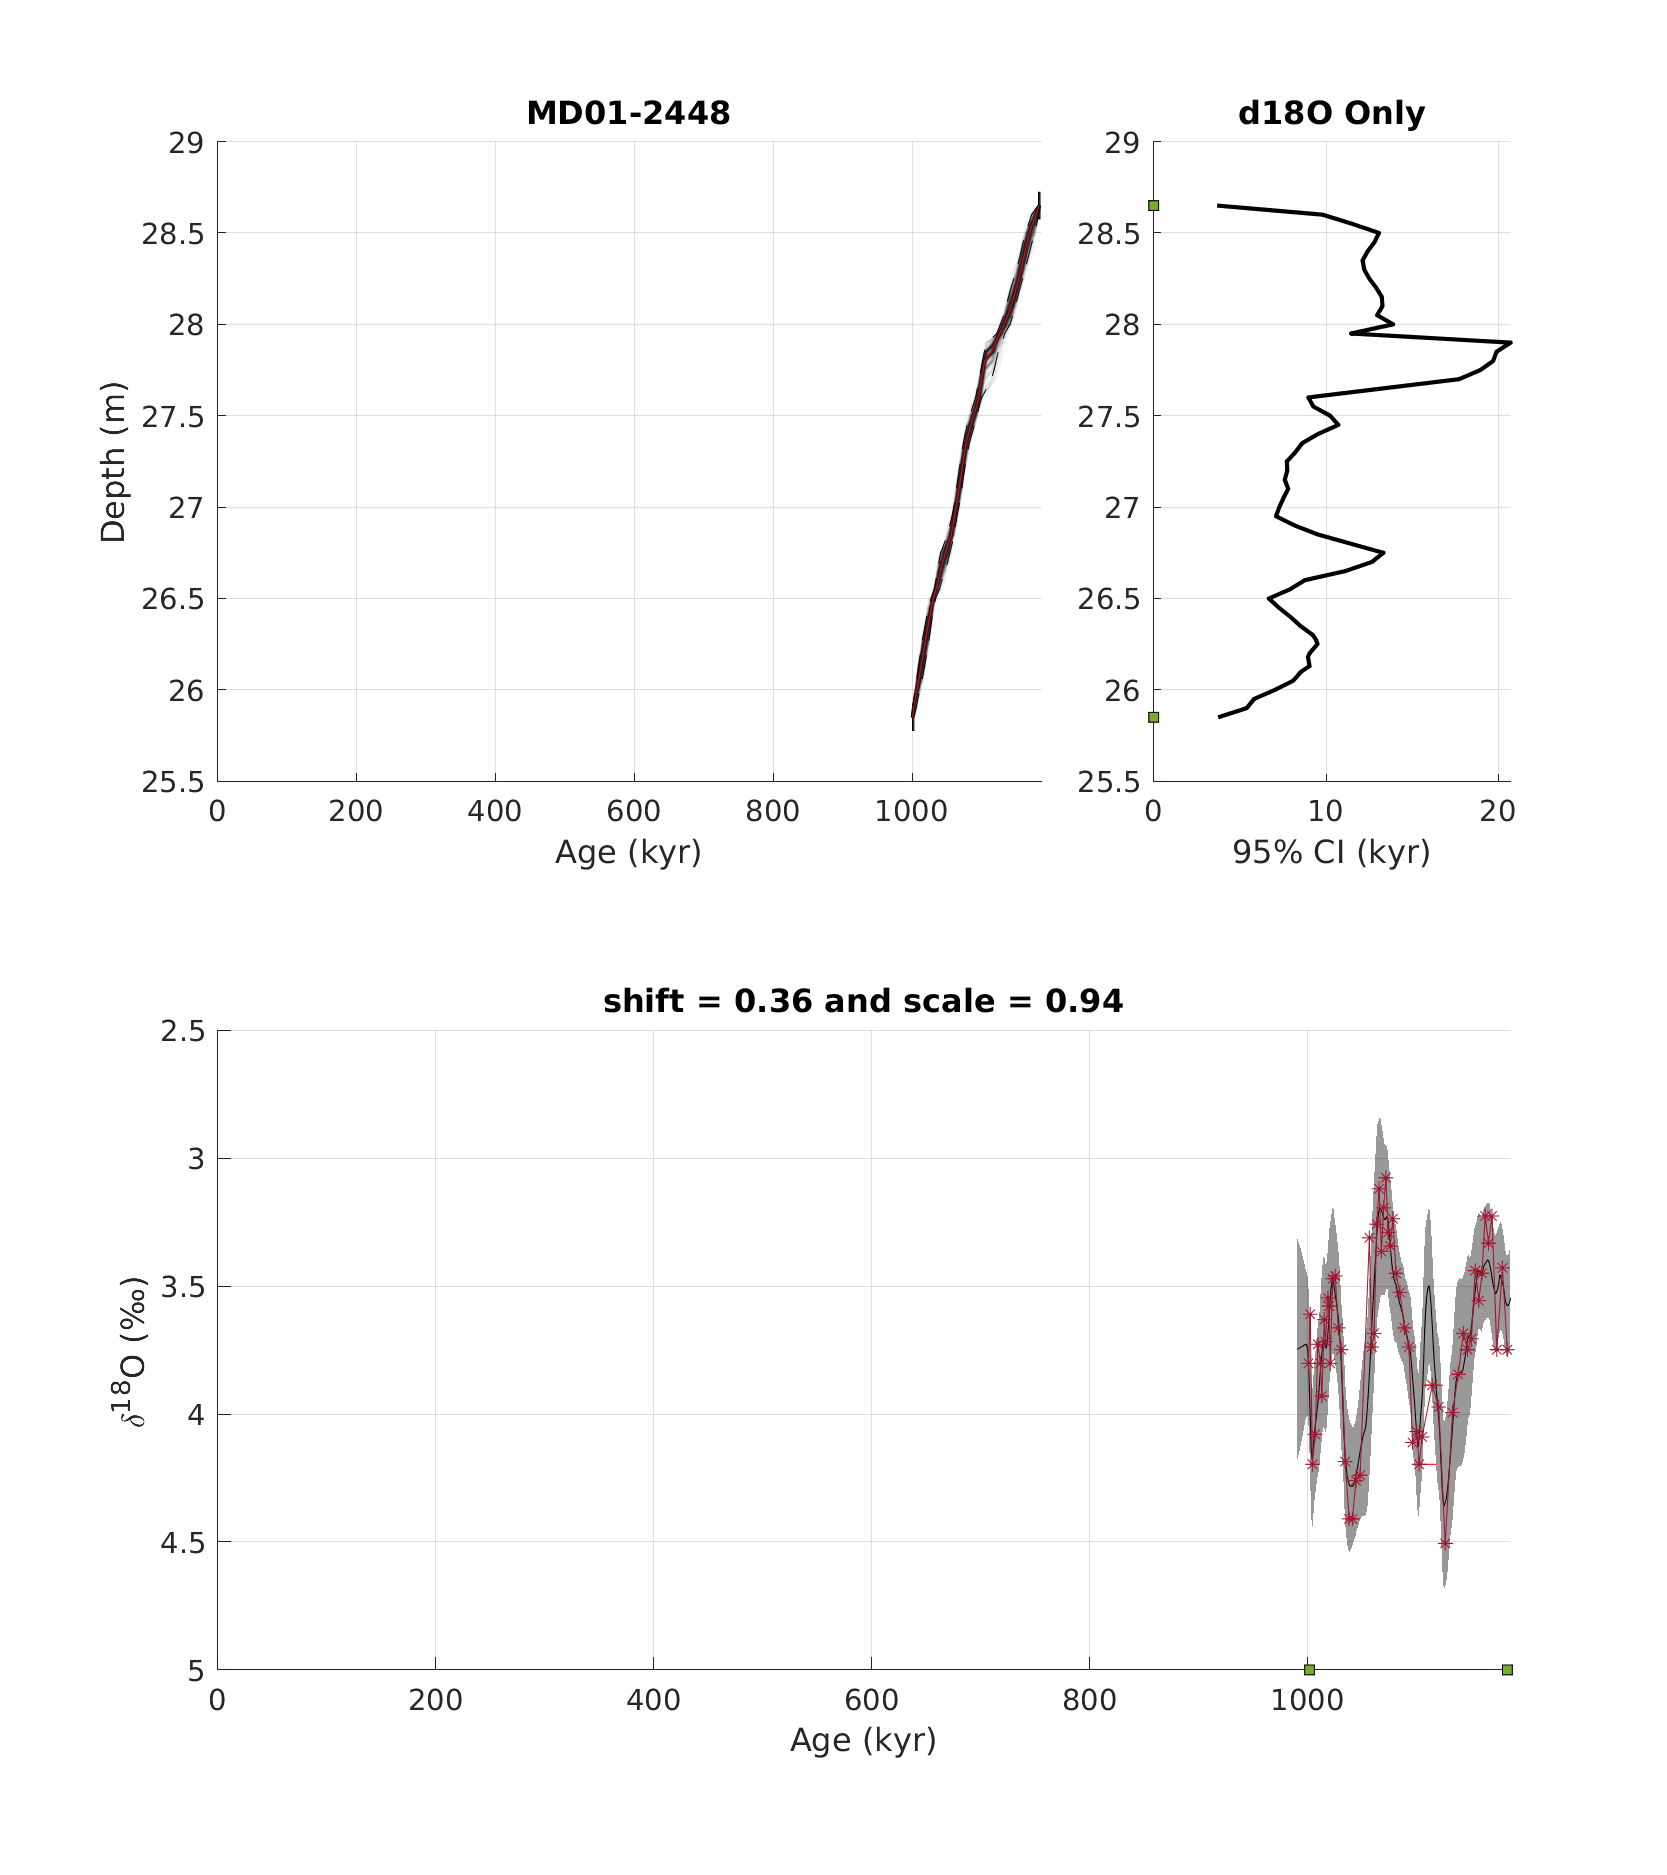 MD01-2448
29
28.5
28
27.5
27
26.5
26
25.5
Depth (m)
0 200 400 600 800 1000
Age (kyr)
d18O Only
29
28.5
28
27.5
27
26.5
26
25.5
0 10 20
95% CI (kyr)
shift = 0.36 and scale = 0.94
2.5
3
3.5
4
4.5
5
δ18O (‰)
0 200 400 600 800 1000
Age (kyr)